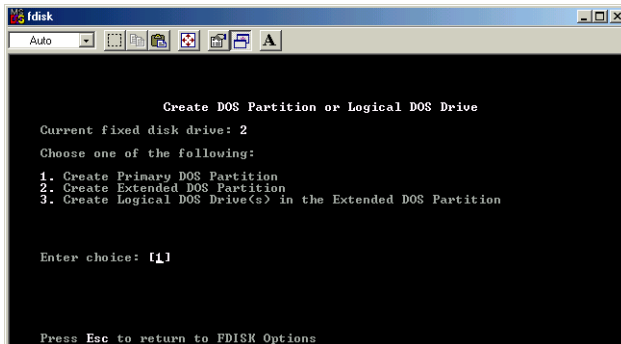 fdisk
Auto
A
Create DOS Partition or Logical DOS Drive
Current fixed disk drive: 2
Choose one of the following:
1. Create Primary DOS Partition
2. Create Extended DOS Partition
3. Create Logical DOS Drive(s) in the Extended DOS Partition
Enter choice: [1]
Press Esc to return to FDISK Options